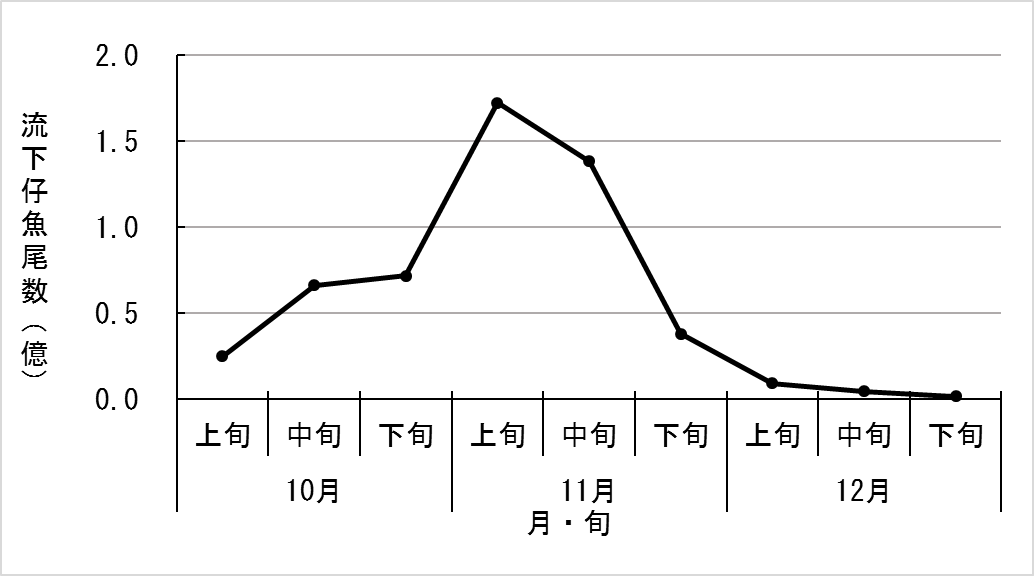 流下仔魚尾数（億）
2.0
1.5
1.0
0.5
0.0
上旬 中旬 下旬 上旬 中旬 下旬 上旬 中旬 下旬
10月 11月 12月
月・旬